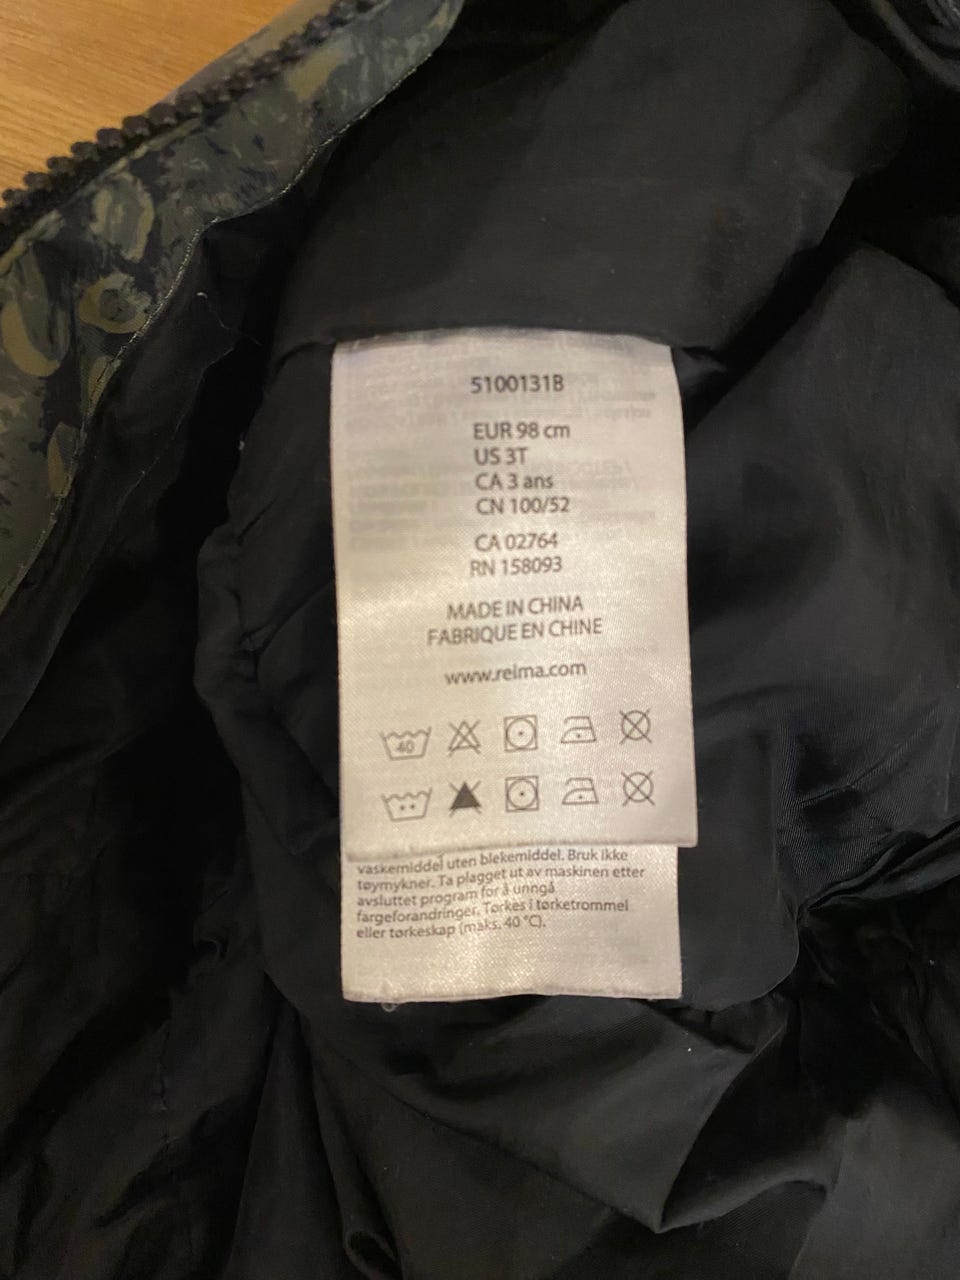 5100131B
EUR 98 cm
US 3T
CA 3 ans
CN 100/52
CA 02764
RN 158093
MADE IN CHINA
FABRIQUE EN CHINE
www.reima.com
40
vaskemiddel uten blekemiddel. Bruk ikke
tøymykner. Ta plagget ut av maskinen etter
avsluttet program for å unngå
fargeforandringer. Tørkes i tørketrommel
eller tørkeskap (maks. 40 °C).